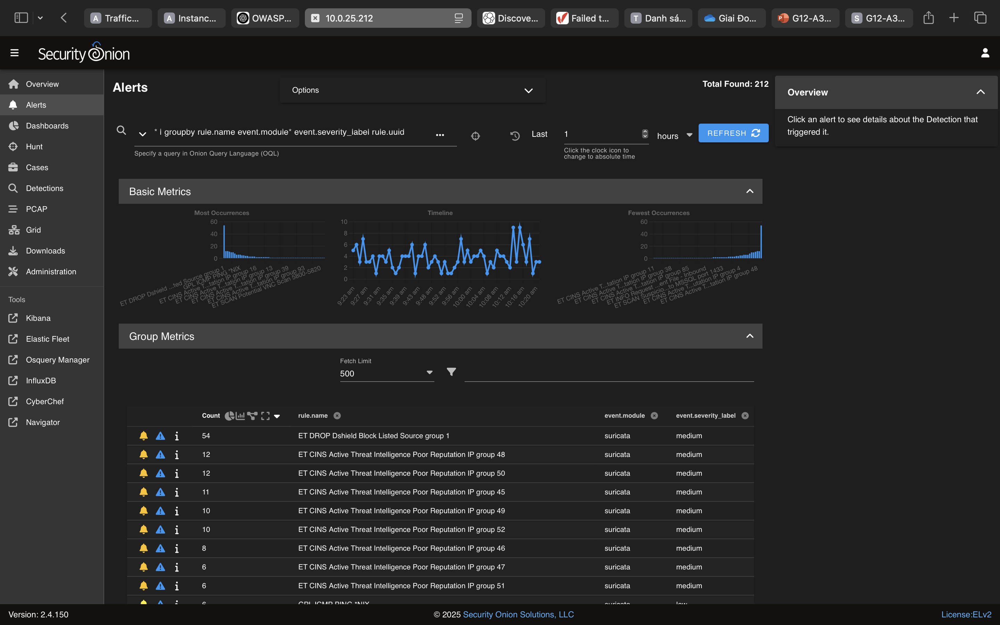 Traffic...
Instanc...
OWASP...
10.0.25.212
Discove...
Failed t...
Danh sá...
Giai Đo...
G12-A3...
G12-A3...
Security Onion
Overview
Alerts
Dashboards
Hunt
Cases
Detections
PCAP
Grid
Downloads
Administration
Tools
Kibana
Elastic Fleet
Osquery Manager
InfluxDB
CyberChef
Navigator
Alerts
Options
Total Found: 212
* | groupby rule.name event.module* event.severity_label rule.uuid
Specify a query in Onion Query Language (OQL)
Last
1
hours
REFRESH
Click the clock icon to
change to absolute time
Overview
Click an alert to see details about the Detection that
triggered it.
Basic Metrics
Most Occurrences
60
40
20
0
ET DROP Dshield ...ted Source group 1
GPL ICMP PING *NIX
ET CINS Active T...tation IP group 16
ET CINS Active T...tation IP group 13
ET CINS Active T...tation IP group 39
ET CINS Active T...tation IP group 93
ET SCAN Potential VNC Scan 5800-5820
Timeline
10
8
6
4
2
0
9:23 am
9:27 am
9:31 am
9:35 am
9:39 am
9:43 am
9:48 am
9:52 am
9:56 am
10:00 am
10:04 am
10:08 am
10:12 am
10:16 am
10:20 am
Fewest Occurrences
60
40
20
0
ET CINS Active T...tation IP group 11
ET CINS Active T...tation IP group 38
ET CINS Active T...tation IP group 85
ET INFO Request ...ent File - Inbound
ET SCAN Suspicio...to MSSQL port 1433
ET CINS Active T...utation IP group 4
ET CINS Active T...tation IP group 48
Group Metrics
Fetch Limit
500
Count rule.name event.module event.severity_label
54 ET DROP Dshield Block Listed Source group 1 suricata medium
12 ET CINS Active Threat Intelligence Poor Reputation IP group 48 suricata medium
12 ET CINS Active Threat Intelligence Poor Reputation IP group 50 suricata medium
11 ET CINS Active Threat Intelligence Poor Reputation IP group 45 suricata medium
10 ET CINS Active Threat Intelligence Poor Reputation IP group 49 suricata medium
10 ET CINS Active Threat Intelligence Poor Reputation IP group 52 suricata medium
8 ET CINS Active Threat Intelligence Poor Reputation IP group 46 suricata medium
6 ET CINS Active Threat Intelligence Poor Reputation IP group 47 suricata medium
6 ET CINS Active Threat Intelligence Poor Reputation IP group 51 suricata medium
6 GPL ICMP PING *NIX suricata low
Version: 2.4.150
© 2025 Security Onion Solutions, LLC
License:ELv2